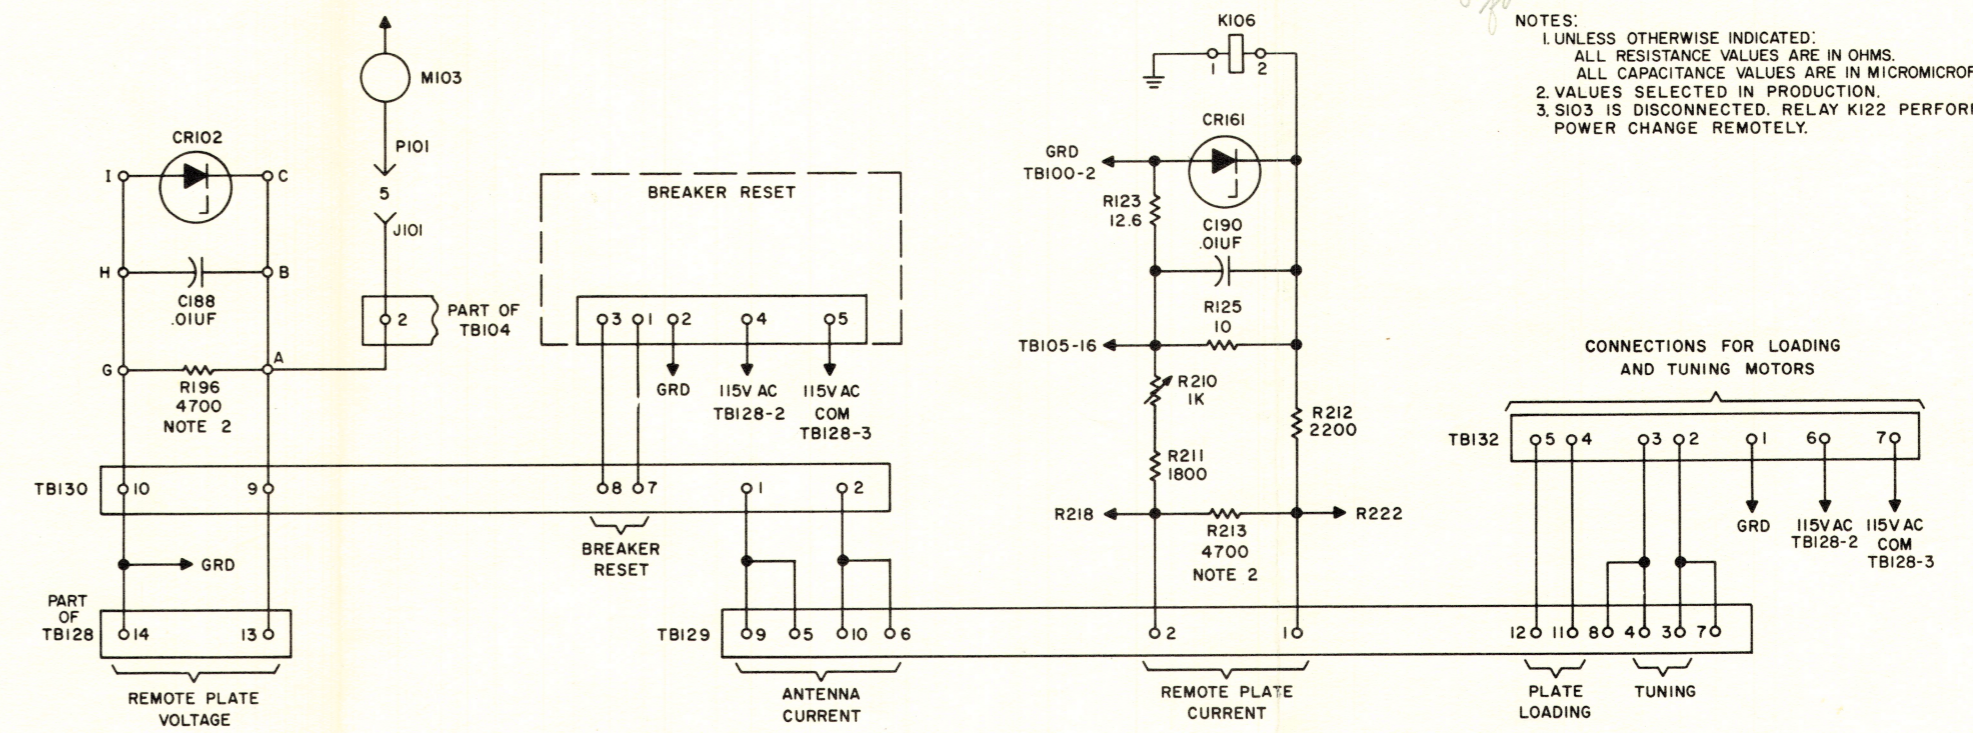 NOTES:
1. UNLESS OTHERWISE INDICATED:
ALL RESISTANCE VALUES ARE IN OHMS.
ALL CAPACITANCE VALUES ARE IN MICROMICROF
2. VALUES SELECTED IN PRODUCTION.
3. S103 IS DISCONNECTED. RELAY K122 PERFOR
POWER CHANGE REMOTELY.
M103
P101
5
J101
2
PART OF
TB104
CR102
I
C
H
B
C188
.01UF
G
A
R196
4700
NOTE 2
TB130
10
9
8
7
1
2
GRD
PART
OF
TB128
14
13
REMOTE PLATE
VOLTAGE
BREAKER RESET
3
1
2
4
5
GRD
115V AC
TB128-2
115V AC
COM
TB128-3
BREAKER
RESET
TB129
9
5
10
6
2
1
12
11
8
4
3
7
ANTENNA
CURRENT
K106
1
2
CR161
GRD
TB100-2
R123
12.6
C190
.01UF
R125
10
TB105-16
R210
1K
R212
2200
R211
1800
R218
R222
R213
4700
NOTE 2
REMOTE PLATE
CURRENT
CONNECTIONS FOR LOADING
AND TUNING MOTORS
TB132
5
4
3
2
1
6
7
GRD
115V AC
TB128-2
115V AC
COM
TB128-3
PLATE
LOADING
TUNING